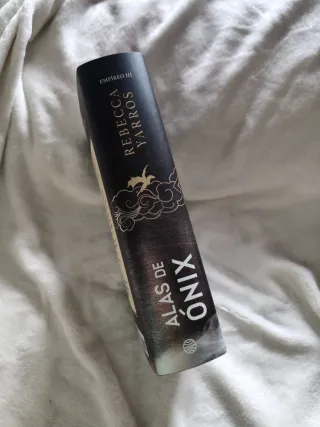 EMPÍREO III
REBECCA
YARROS
ALAS DE
ÓNIX